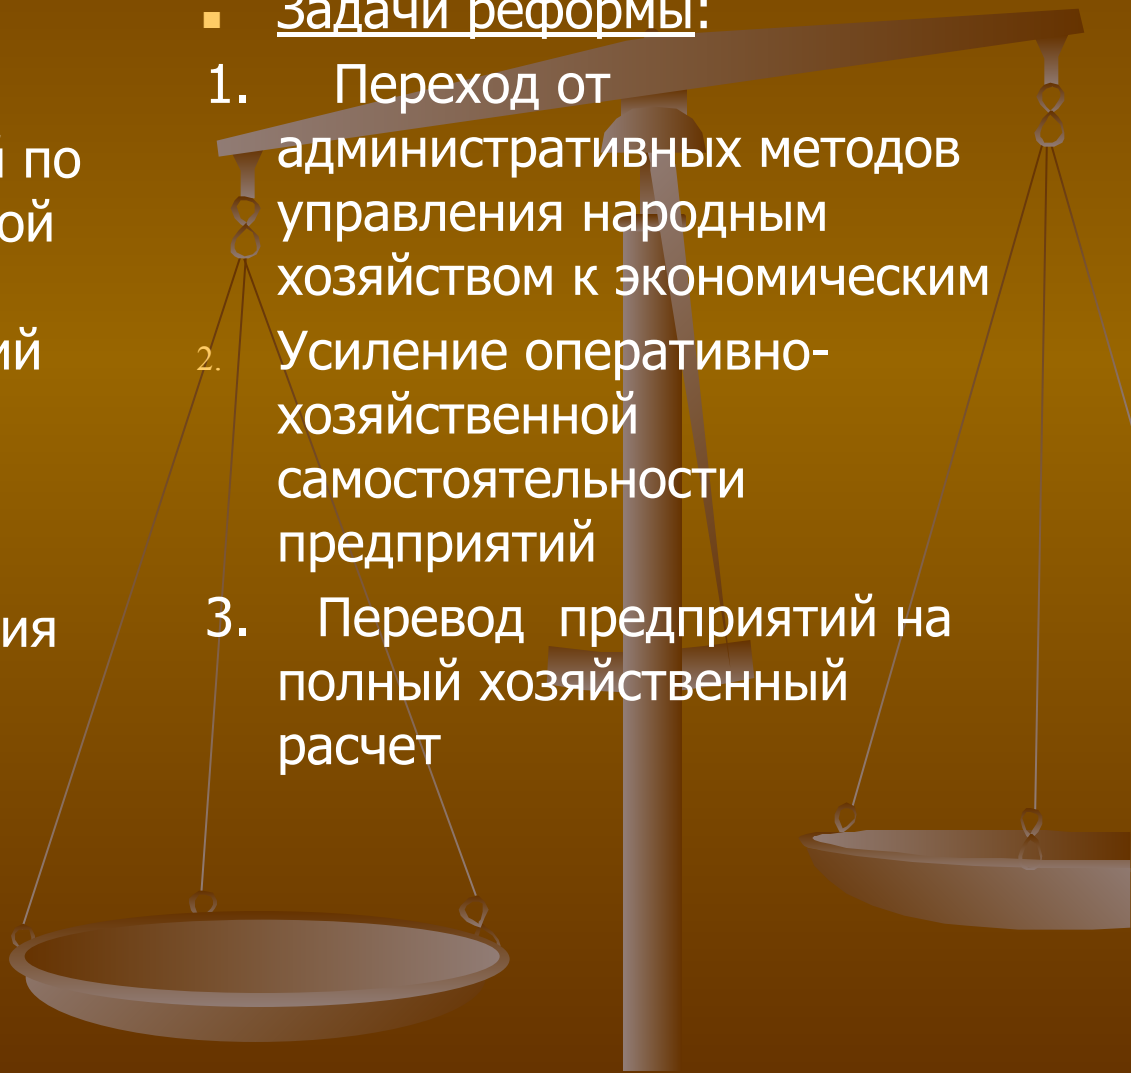 Задачи реформы:
1. Переход от
административных методов
управления народным
хозяйством к экономическим
2. Усиление оперативно-
хозяйственной
самостоятельности
предприятий
3. Перевод предприятий на
полный хозяйственный
расчет
по